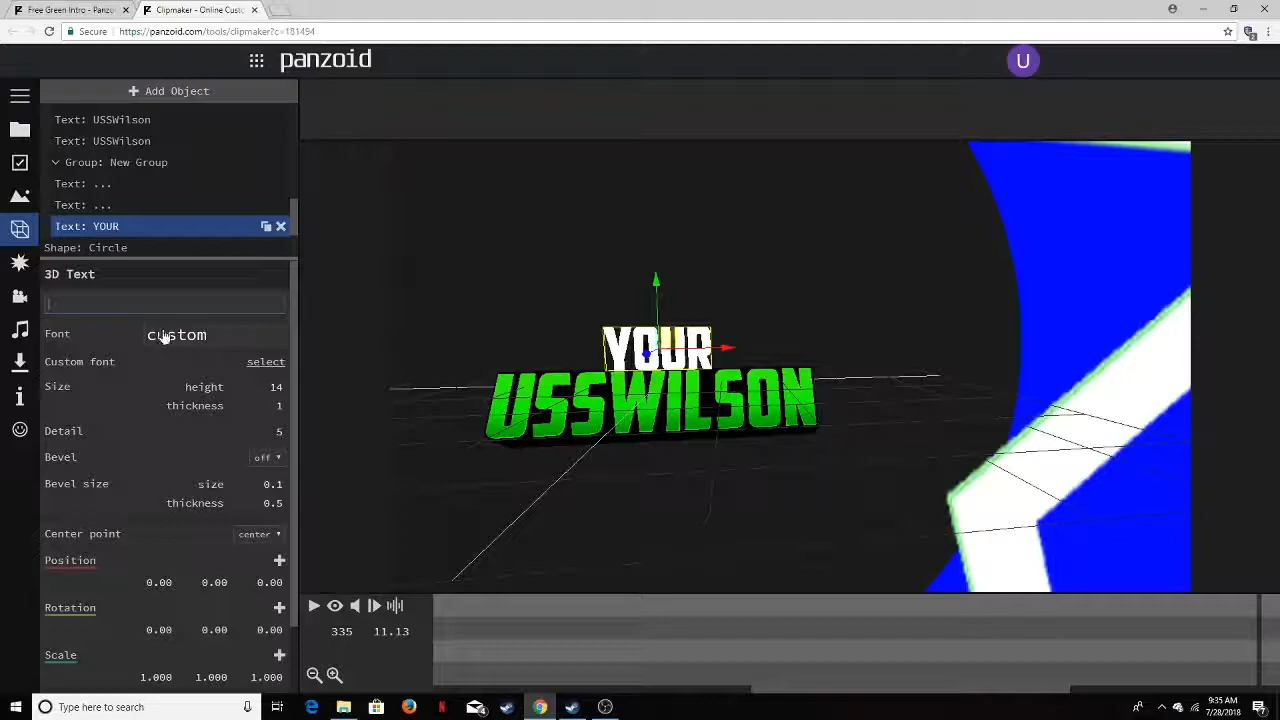 Free Green Intro - Panzo
Clipmaker - Online Custo
Secure https://panzoid.com/tools/clipmaker?c=181494
panzoid
U
+ Add Object
Text: USSWilson
Text: USSWilson
Group: New Group
Text: ...
Text: ...
Text: YOUR
Shape: Circle
3D Text
Font custom
Custom font select
Size height 14
thickness 1
Detail 5
Bevel off
Bevel size size 0.1
thickness 0.5
Center point center
Position
0.00 0.00 0.00
Rotation
0.00 0.00 0.00
Scale
1.000 1.000 1.000
YOUR
USSWILSON
335 11.13
Type here to search
9:35 AM
7/28/2018